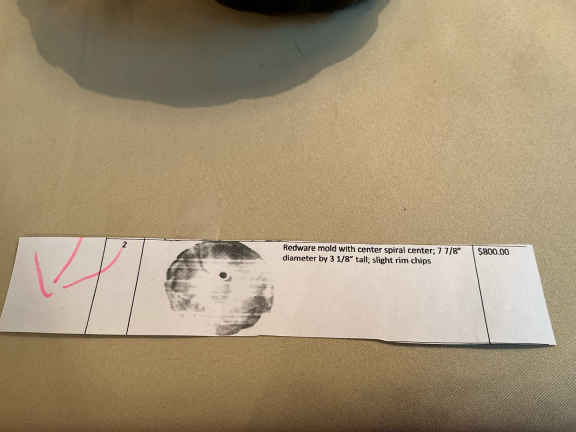 2
Redware mold with center spiral center; 7 7/8"
diameter by 3 1/8" tall; slight rim chips
$800.00